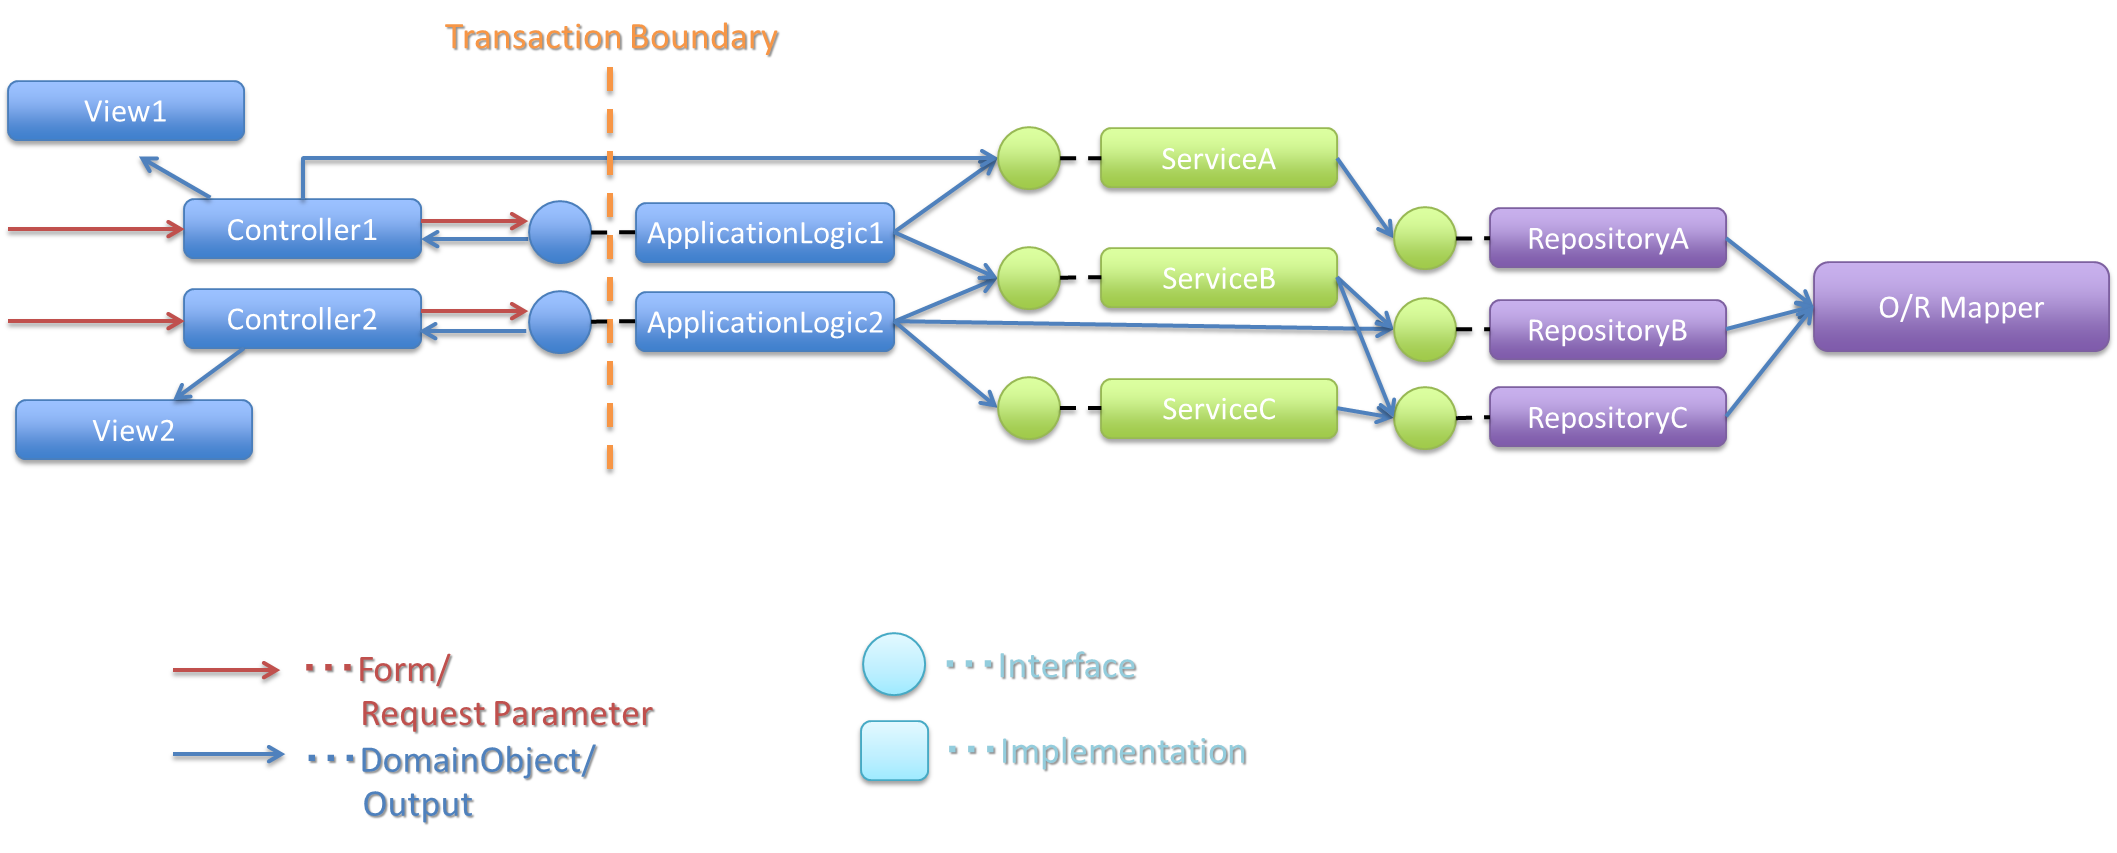 Transaction Boundary
View1
Controller1
Controller2
View2
ApplicationLogic1
ApplicationLogic2
ServiceA
ServiceB
ServiceC
RepositoryA
RepositoryB
RepositoryC
O/R Mapper
･･･Form/
Request Parameter
･･･DomainObject/
Output
･･･Interface
･･･Implementation